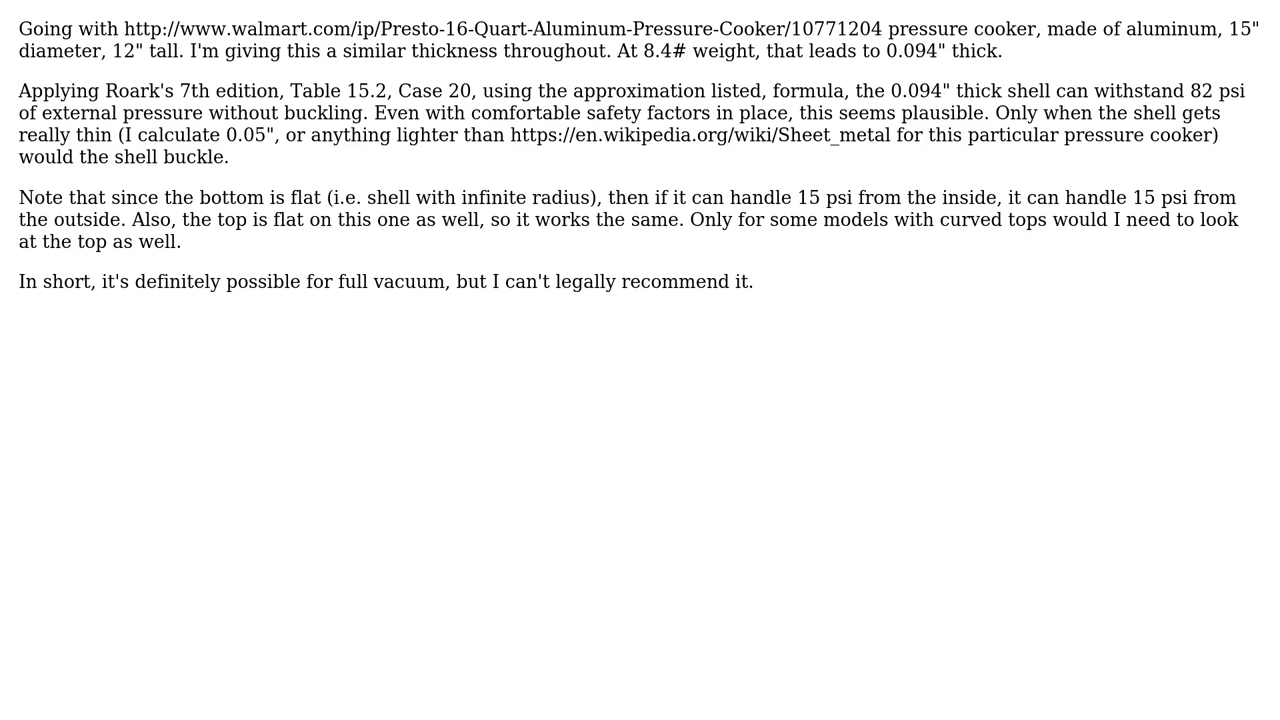 Going with http://www.walmart.com/ip/Presto-16-Quart-Aluminum-Pressure-Cooker/10771204 pressure cooker, made of aluminum, 15"
diameter, 12" tall. I'm giving this a similar thickness throughout. At 8.4# weight, that leads to 0.094" thick.
Applying Roark's 7th edition, Table 15.2, Case 20, using the approximation listed, formula, the 0.094" thick shell can withstand 82 psi
of external pressure without buckling. Even with comfortable safety factors in place, this seems plausible. Only when the shell gets
really thin (I calculate 0.05", or anything lighter than https://en.wikipedia.org/wiki/Sheet_metal for this particular pressure cooker)
would the shell buckle.
Note that since the bottom is flat (i.e. shell with infinite radius), then if it can handle 15 psi from the inside, it can handle 15 psi from
the outside. Also, the top is flat on this one as well, so it works the same. Only for some models with curved tops would I need to look
at the top as well.
In short, it's definitely possible for full vacuum, but I can't legally recommend it.